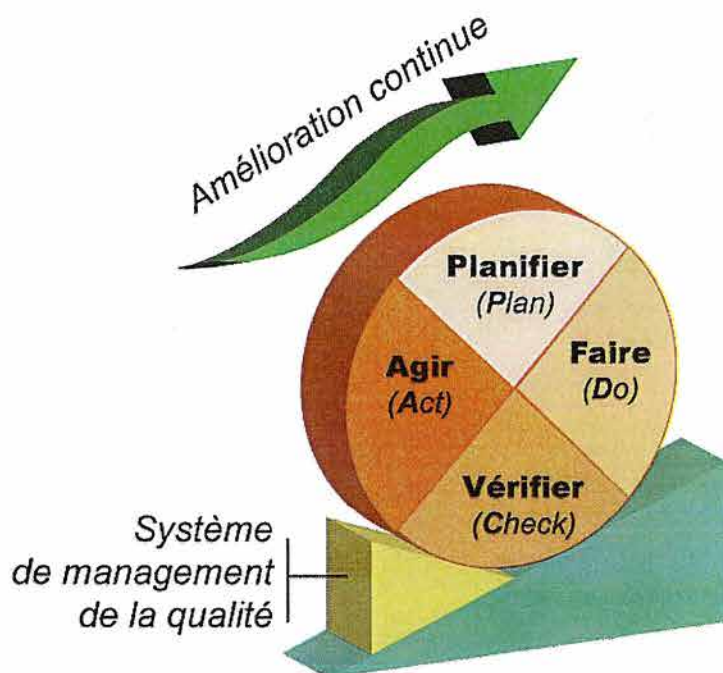 Amélioration continue
Planifier
(Plan)
Faire
(Do)
Agir
(Act)
Vérifier
(Check)
Système
de management
de la qualité